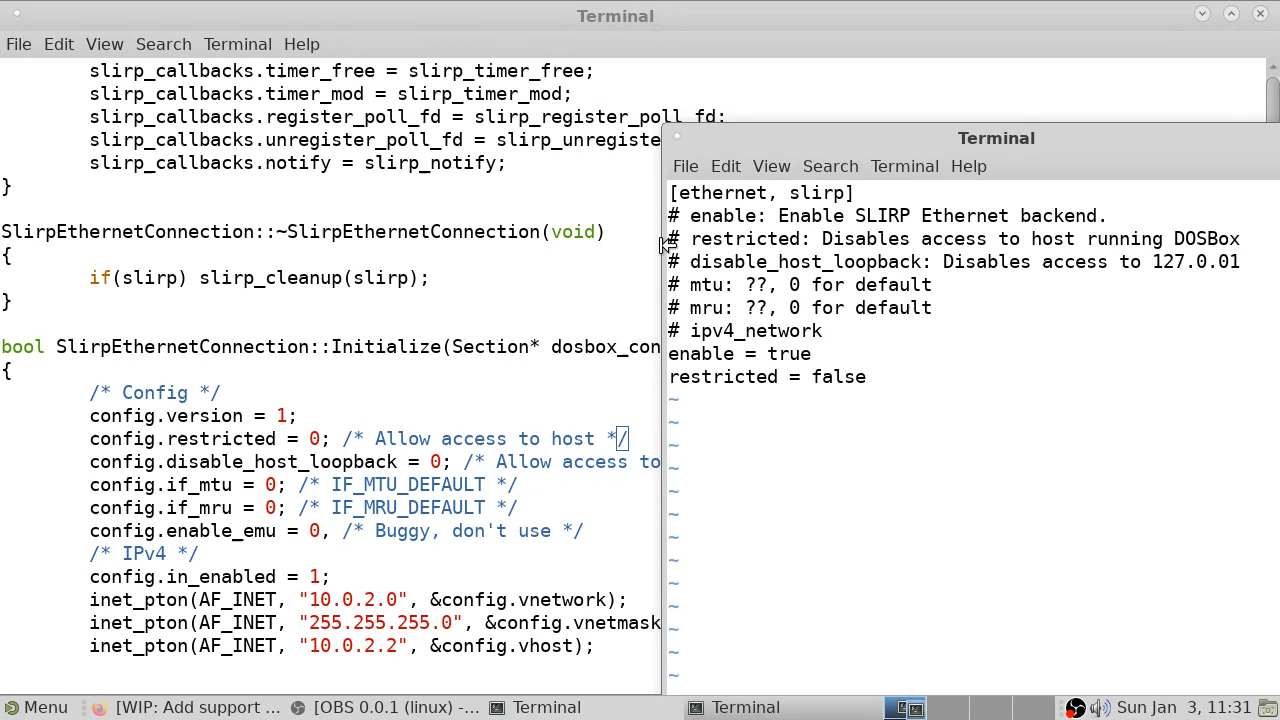 Terminal
File Edit View Search Terminal Help
slirp_callbacks.timer_free = slirp_timer_free;
slirp_callbacks.timer_mod = slirp_timer_mod;
slirp_callbacks.register_poll_fd = slirp_register_poll_fd;
slirp_callbacks.unregister_poll_fd = slirp_unregiste
slirp_callbacks.notify = slirp_notify;
}
SlirpEthernetConnection::~SlirpEthernetConnection(void)
{
if(slirp) slirp_cleanup(slirp);
}
bool SlirpEthernetConnection::Initialize(Section* dosbox_con
{
/* Config */
config.version = 1;
config.restricted = 0; /* Allow access to host */
config.disable_host_loopback = 0; /* Allow access to
config.if_mtu = 0; /* IF_MTU_DEFAULT */
config.if_mru = 0; /* IF_MRU_DEFAULT */
config.enable_emu = 0, /* Buggy, don't use */
/* IPv4 */
config.in_enabled = 1;
inet_pton(AF_INET, "10.0.2.0", &config.vnetwork);
inet_pton(AF_INET, "255.255.255.0", &config.vnetmask
inet_pton(AF_INET, "10.0.2.2", &config.vhost);
Terminal
File Edit View Search Terminal Help
[ethernet, slirp]
# enable: Enable SLIRP Ethernet backend.
# restricted: Disables access to host running DOSBox
# disable_host_loopback: Disables access to 127.0.01
# mtu: ??, 0 for default
# mru: ??, 0 for default
# ipv4_network
enable = true
restricted = false
~
~
~
~
~
~
~
~
~
~
~
~
~
Menu [WIP: Add support ... [OBS 0.0.1 (linux) -... Terminal Terminal Sun Jan 3, 11:31